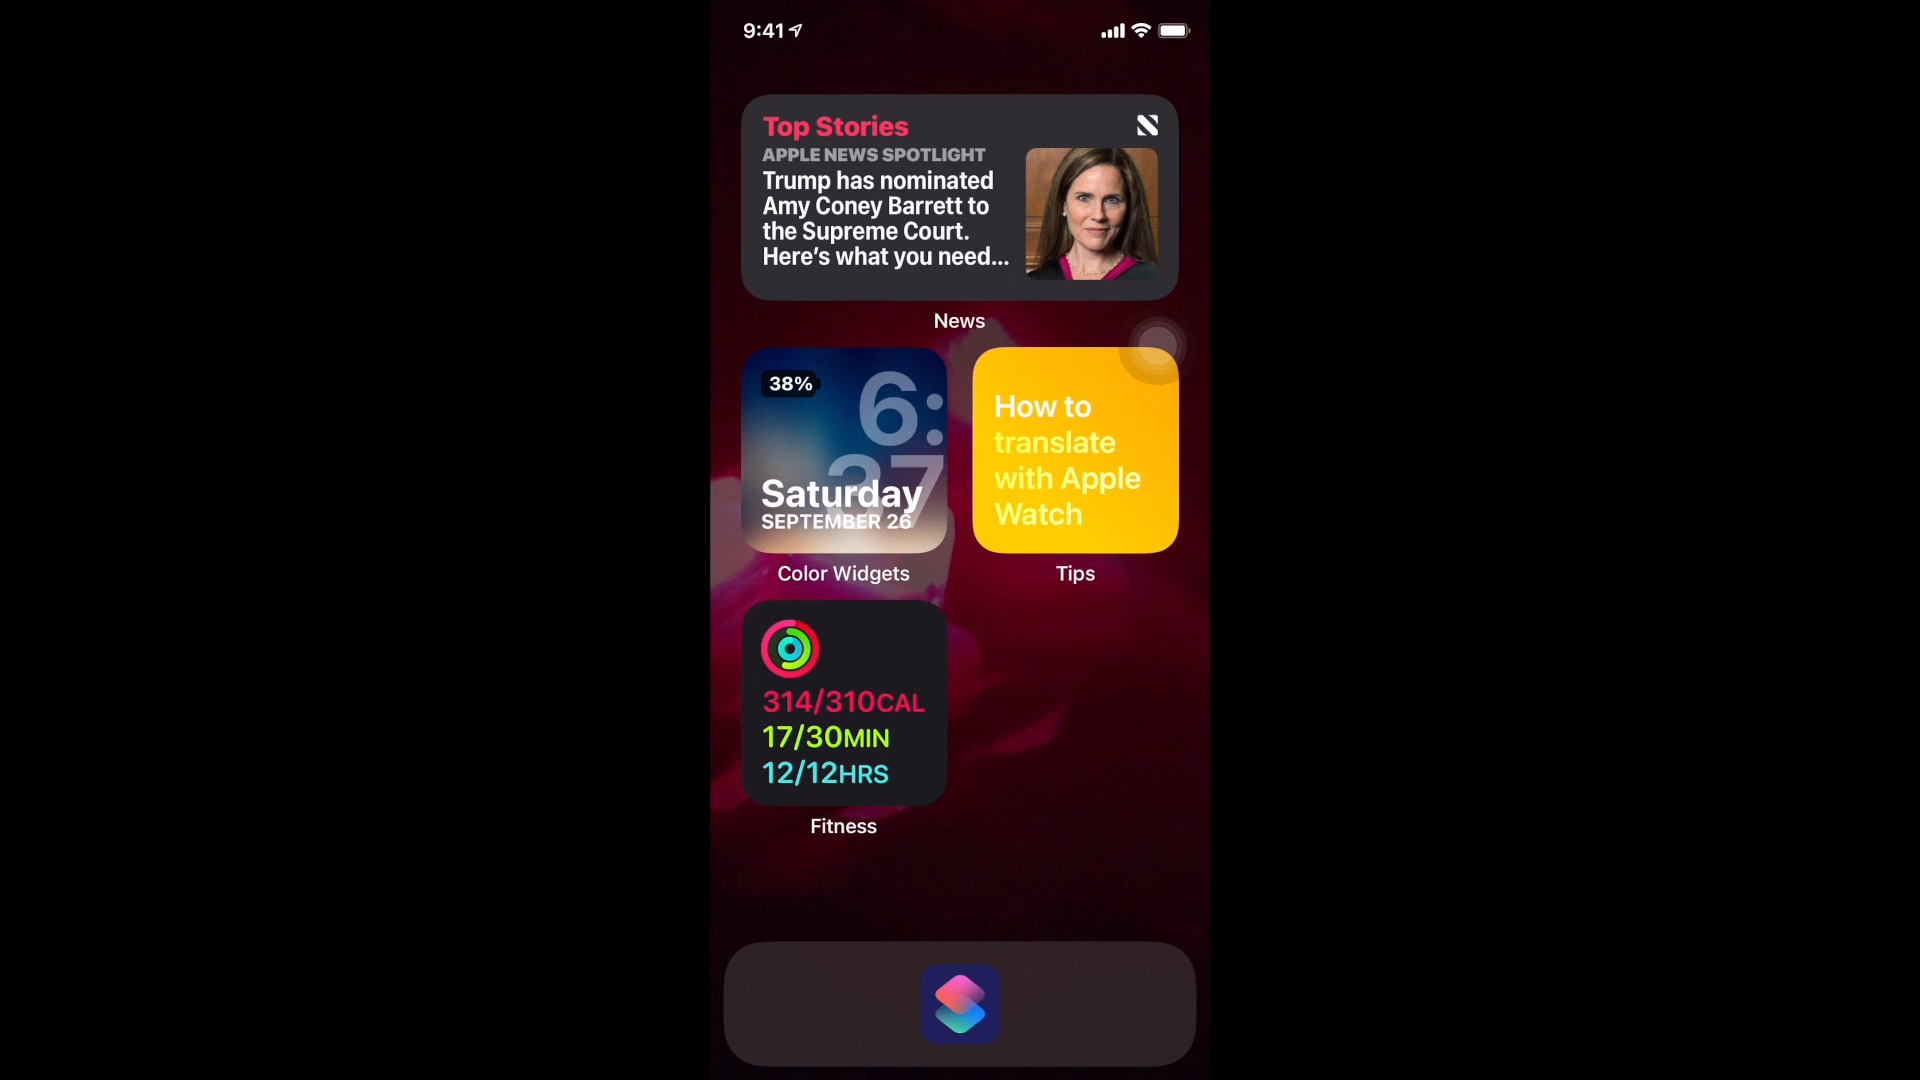 9:41
Top Stories
APPLE NEWS SPOTLIGHT
Trump has nominated
Amy Coney Barrett to
the Supreme Court.
Here’s what you need...
News
38%
6:
37
Saturday
SEPTEMBER 26
Color Widgets
How to
translate
with Apple
Watch
Tips
314/310CAL
17/30MIN
12/12HRS
Fitness